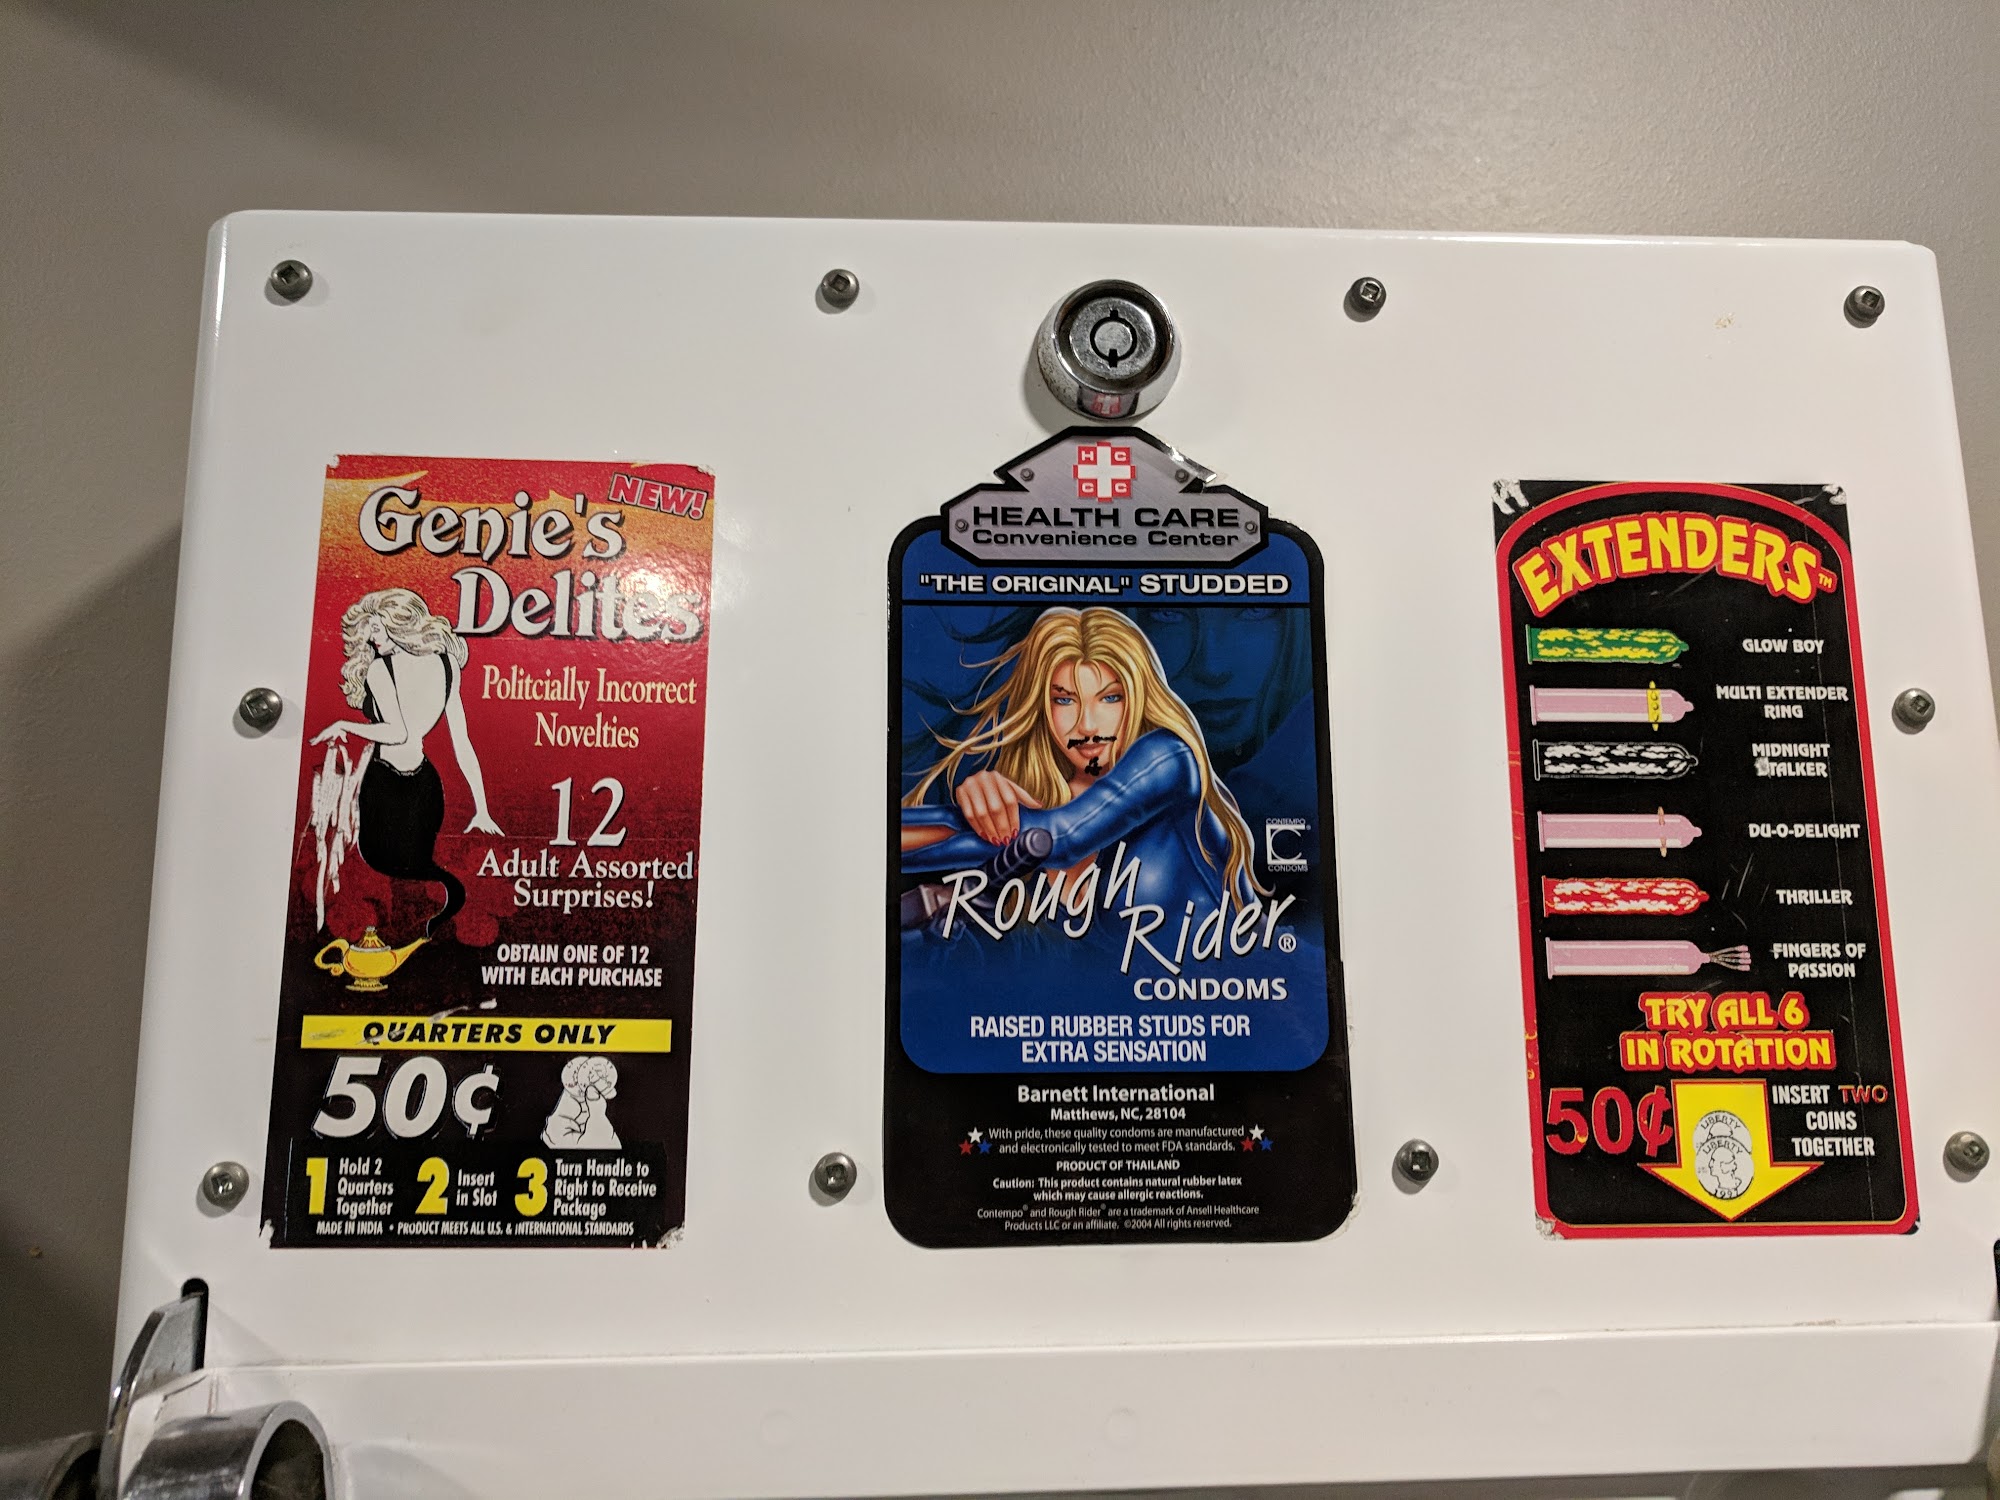 NEW!
Genie's
Delites
Politcially Incorrect
Novelties
12
Adult Assorted
Surprises!
OBTAIN ONE OF 12
WITH EACH PURCHASE
QUARTERS ONLY
50¢
1 Hold 2 Quarters Together
2 Insert in Slot
3 Turn Handle to Right to Receive Package
MADE IN INDIA • PRODUCT MEETS ALL U.S. & INTERNATIONAL STANDARDS
H C
C C
HEALTH CARE
Convenience Center
"THE ORIGINAL" STUDDED
CONTEMPO®
C
CONDOMS
Rough
Rider®
CONDOMS
RAISED RUBBER STUDS FOR
EXTRA SENSATION
Barnett International
Matthews, NC, 28104
With pride, these quality condoms are manufactured
and electronically tested to meet FDA standards.
PRODUCT OF THAILAND
Caution: This product contains natural rubber latex
which may cause allergic reactions.
Contempo® and Rough Rider® are a trademark of Ansell Healthcare
Products LLC or an affiliate. ©2004 All rights reserved.
EXTENDERS™
GLOW BOY
MULTI EXTENDER
RING
MIDNIGHT
STALKER
DU-O-DELIGHT
THRILLER
FINGERS OF
PASSION
TRY ALL 6
IN ROTATION
50¢
INSERT TWO
COINS
TOGETHER
LIBERTY
LIBERTY